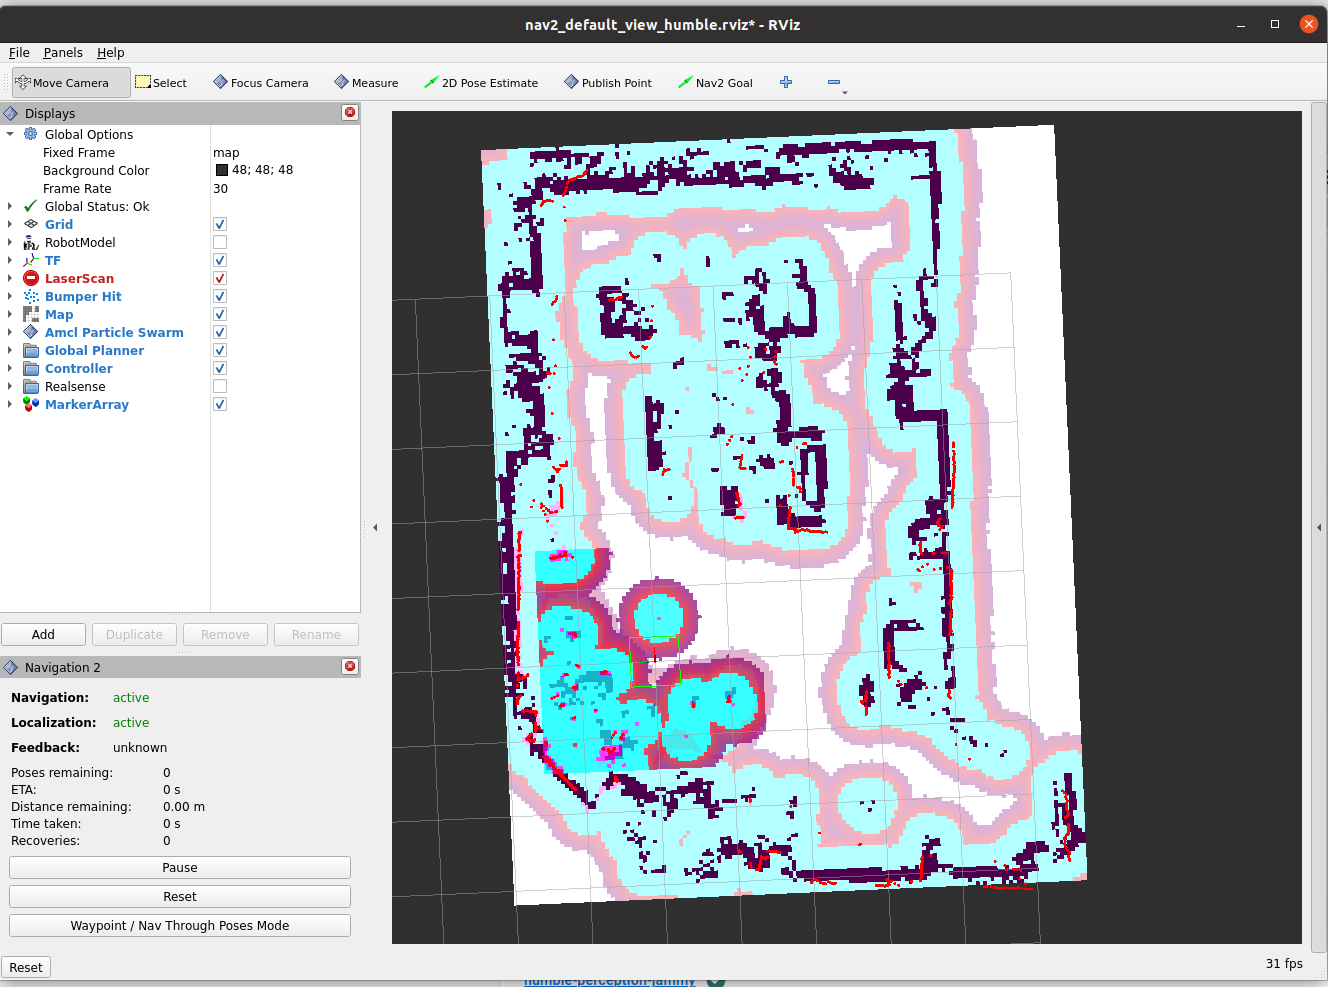 nav2_default_view_humble.rviz* - RViz
File Panels Help
Move Camera Select Focus Camera Measure 2D Pose Estimate Publish Point Nav2 Goal
Displays
Global Options
Fixed Frame map
Background Color 48; 48; 48
Frame Rate 30
Global Status: Ok
Grid
RobotModel
TF
LaserScan
Bumper Hit
Map
Amcl Particle Swarm
Global Planner
Controller
Realsense
MarkerArray
Add Duplicate Remove Rename
Navigation 2
Navigation: active
Localization: active
Feedback: unknown
Poses remaining: 0
ETA: 0 s
Distance remaining: 0.00 m
Time taken: 0 s
Recoveries: 0
Pause
Reset
Waypoint / Nav Through Poses Mode
Reset
31 fps
humble-perception-jammy